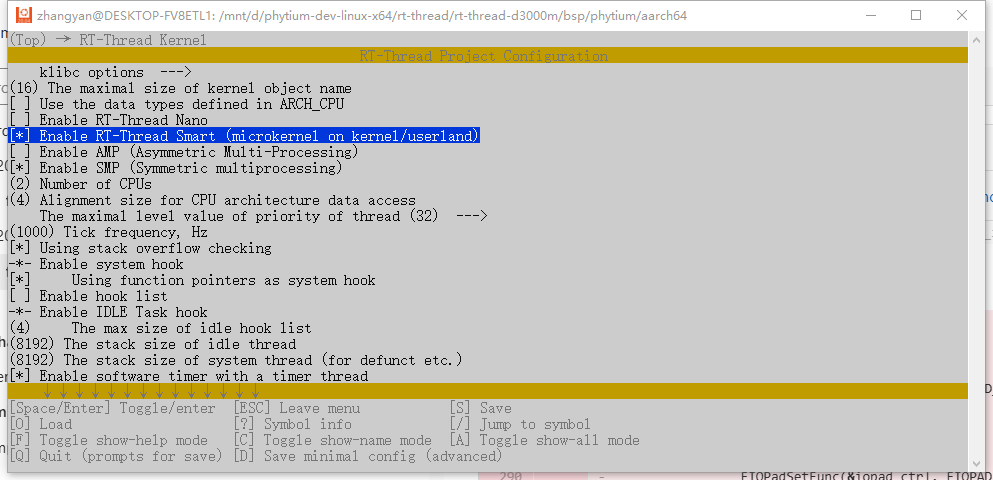 zhangyan@DESKTOP-FV8ETL1: /mnt/d/phytium-dev-linux-x64/rt-thread/rt-thread-d3000m/bsp/phytium/aarch64
(Top) → RT-Thread Kernel
RT-Thread Project Configuration
klibc options --->
(16) The maximal size of kernel object name
[ ] Use the data types defined in ARCH_CPU
[ ] Enable RT-Thread Nano
[*] Enable RT-Thread Smart (microkernel on kernel/userland)
[ ] Enable AMP (Asymmetric Multi-Processing)
[*] Enable SMP (Symmetric multiprocessing)
(2) Number of CPUs
(4) Alignment size for CPU architecture data access
The maximal level value of priority of thread (32) --->
(1000) Tick frequency, Hz
[*] Using stack overflow checking
-*- Enable system hook
[*] Using function pointers as system hook
[ ] Enable hook list
-*- Enable IDLE Task hook
(4) The max size of idle hook list
(8192) The stack size of idle thread
(8192) The stack size of system thread (for defunct etc.)
[*] Enable software timer with a timer thread
↓↓↓↓↓↓↓↓↓↓↓↓↓
[Space/Enter] Toggle/enter [ESC] Leave menu [S] Save
[O] Load [?] Symbol info [/] Jump to symbol
[F] Toggle show-help mode [C] Toggle show-name mode [A] Toggle show-all mode
[Q] Quit (prompts for save) [D] Save minimal config (advanced)
290 - FIOPadSetFunc(&iopad_ctrl, FIOPAD